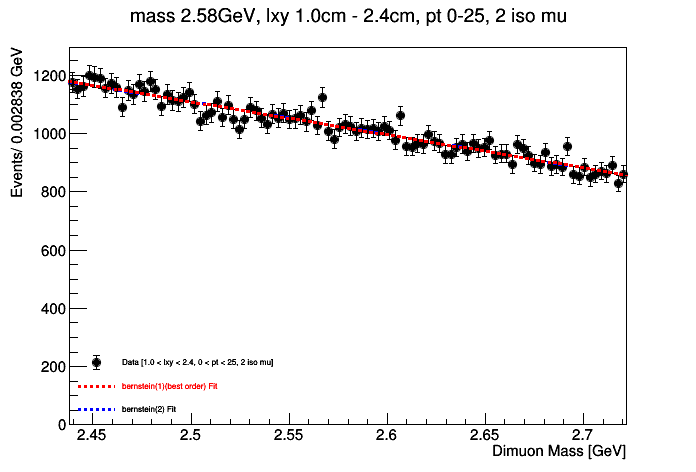 mass 2.58GeV, lxy 1.0cm - 2.4cm, pt 0-25, 2 iso mu
Events/ 0.002838 GeV
1200
1000
800
600
400
200
0
Data [1.0 < lxy < 2.4, 0 < pt < 25, 2 iso mu]
bernstein(1)(best order) Fit
bernstein(2) Fit
2.45
2.5
2.55
2.6
2.65
2.7
Dimuon Mass [GeV]